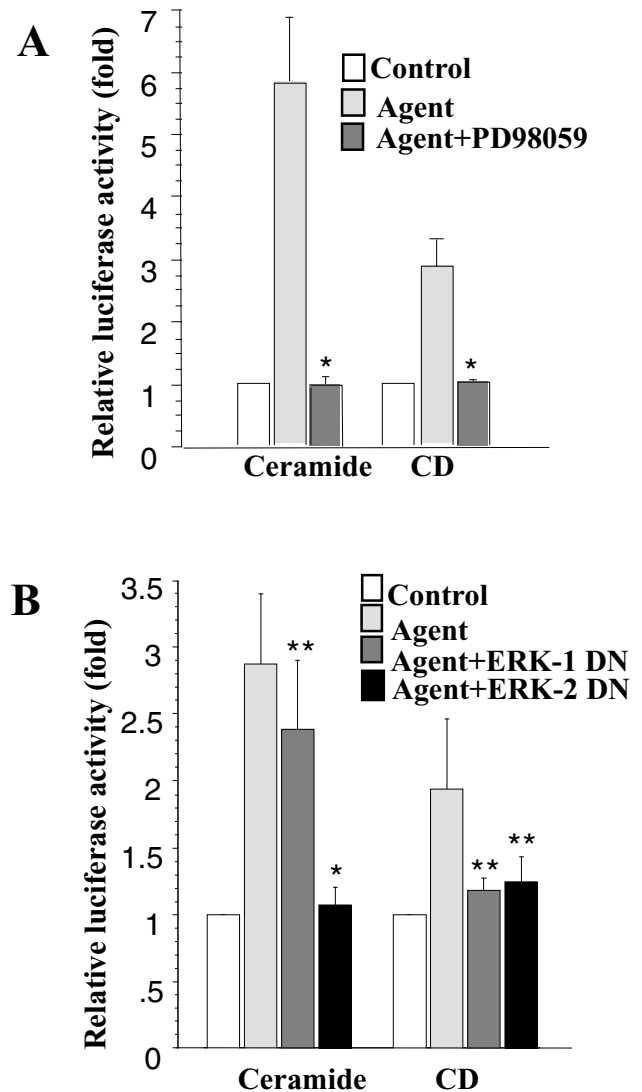 A
Relative luciferase activity (fold)
7
6
5
4
3
2
1
0
Control
Agent
Agent+PD98059
*
*
Ceramide
CD
B
Relative luciferase activity (fold)
3.5
3
2.5
2
1.5
1
.5
0
Control
Agent
Agent+ERK-1 DN
Agent+ERK-2 DN
**
*
**
**
Ceramide
CD